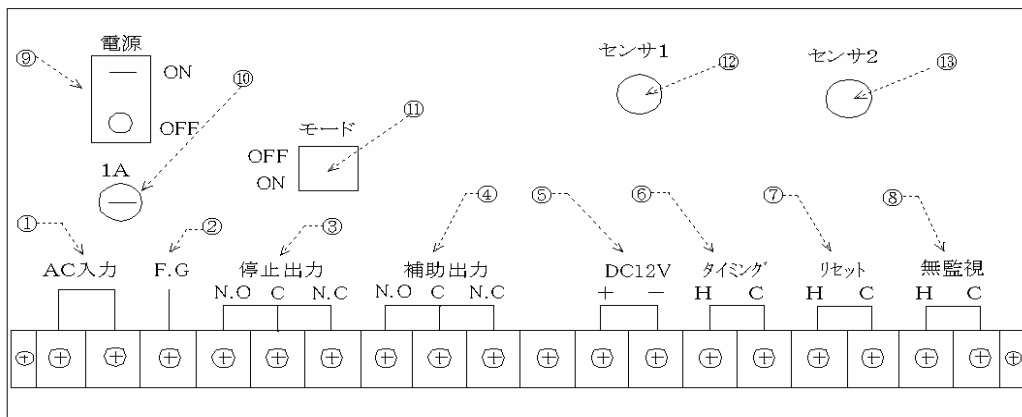 電源
⑨
ON
OFF
⑩
1A
モード
⑪
OFF
ON
センサ1
⑫
センサ2
⑬
①
②
③
④
⑤
⑥
⑦
⑧
AC入力
F.G
停止出力
N.O C N.C
補助出力
N.O C N.C
DC12V
+ −
タイミング
H C
リセット
H C
無監視
H C